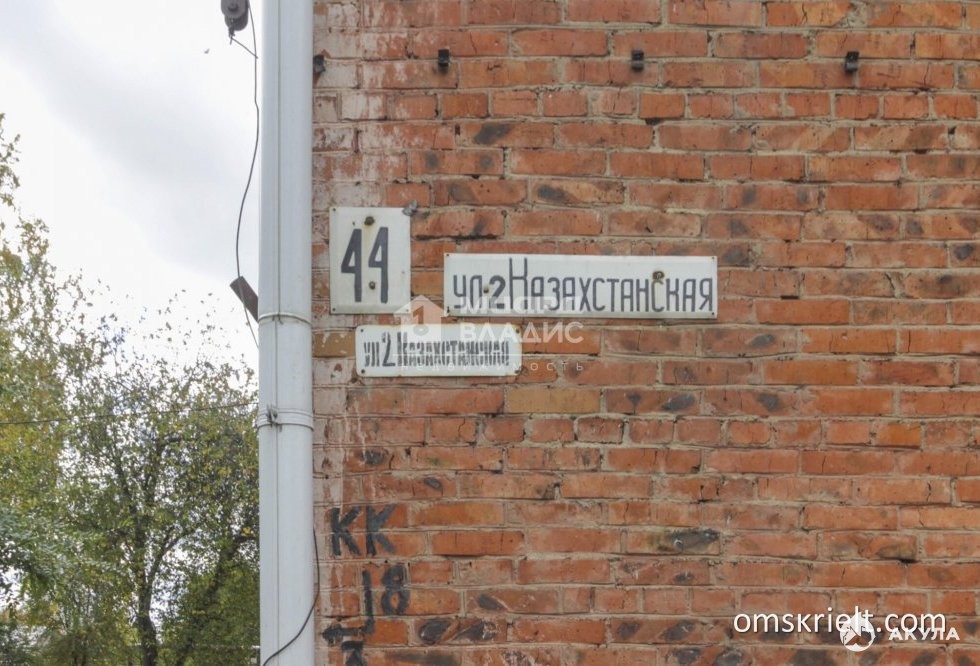 44
ул.2 Казахстанская
ул 2 Казахстанская
ВЛАДИС
КК
18
omskrielt.com
АКУЛА